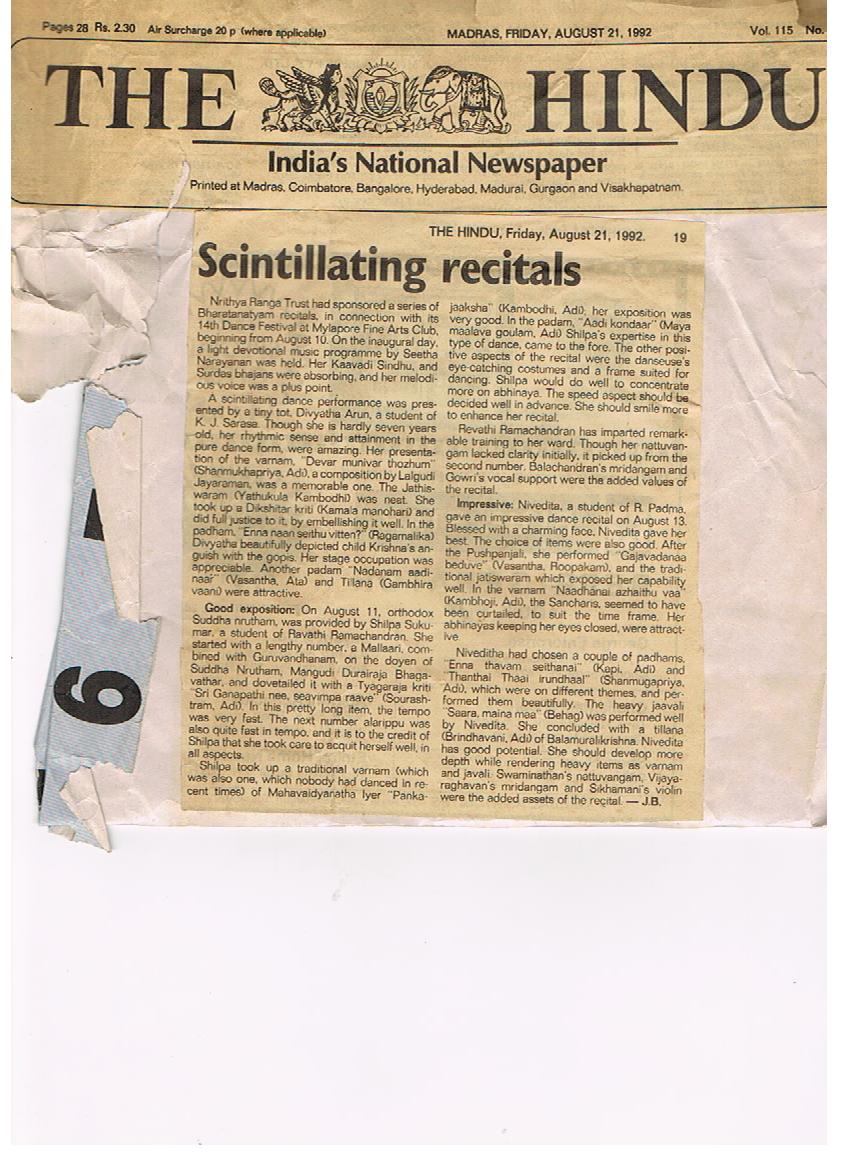 Pages 28 Rs. 2.30 Air Surcharge 20 p (where applicable) MADRAS, FRIDAY, AUGUST 21, 1992 Vol. 115 No.
THE HINDU
India's National Newspaper
Printed at Madras, Coimbatore, Bangalore, Hyderabad, Madurai, Gurgaon and Visakhapatnam.
THE HINDU, Friday, August 21, 1992. 19
Scintillating recitals
Nrithya Ranga Trust had sponsored a series of
Bharatanatyam recitals, in connection with its
14th Dance Festival at Mylapore Fine Arts Club,
beginning from August 10. On the inaugural day,
a light devotional music programme by Seetha
Narayanan was held. Her Kaavadi Sindhu, and
Surdas bhajans were absorbing, and her melodi-
ous voice was a plus point.
A scintillating dance performance was pres-
ented by a tiny tot, Divyatha Arun, a student of
K. J. Sarasa. Though she is hardly seven years
old, her rhythmic sense and attainment in the
pure dance form, were amazing. Her presenta-
tion of the varnam, "Devar munivar thozhum"
(Shanmukhapriya, Adi), a composition by Lalgudi
Jayaraman, was a memorable one. The Jathis-
waram (Yathukula Kambodhi) was neat. She
took up a Dikshitar kriti (Kamala manohari) and
did full justice to it, by embellishing it well. In the
padham, "Enna naan seithu vitten?" (Ragamalika)
Divyatha beautifully depicted child Krishna's an-
guish with the gopis. Her stage occupation was
appreciable. Another padam "Nadanam aadi-
naar" (Vasantha, Ata) and Tillana (Gambhira
vaani) were attractive.
Good exposition: On August 11, orthodox
Suddha nrutham, was provided by Shilpa Suku-
mar, a student of Ravathi Ramachandran. She
started with a lengthy number, a Mallaari, com-
bined with Guruvandhanam, on the doyen of
Suddha Nrutham, Mangudi Durairaja Bhaga-
vathar, and dovetailed it with a Tyagaraja kriti
"Sri Ganapathi nee, seavimpa raave" (Sourash-
tram, Adi). In this pretty long item, the tempo
was very fast. The next number alarippu was
also quite fast in tempo, and it is to the credit of
Shilpa that she took care to acquit herself well, in
all aspects.
Shilpa took up a traditional varnam (which
was also one, which nobody had danced in re-
cent times) of Mahavaidyanatha Iyer "Panka-
jaaksha" (Kambodhi, Adi), her exposition was
very good. In the padam, "Aadi kondaar" (Maya
maalava goulam, Adi) Shilpa's expertise in this
type of dance, came to the fore. The other posi-
tive aspects of the recital were the danseuse's
eye-catching costumes and a frame suited for
dancing. Shilpa would do well to concentrate
more on abhinaya. The speed aspect should be
decided well in advance. She should smile more
to enhance her recital.
Revathi Ramachandran has imparted remark-
able training to her ward. Though her nattuvan-
gam lacked clarity initially, it picked up from the
second number. Balachandran's mridangam and
Gowri's vocal support were the added values of
the recital.
Impressive: Nivedita, a student of R. Padma,
gave an impressive dance recital on August 13.
Blessed with a charming face, Nivedita gave her
best. The choice of items were also good. After
the Pushpanjali, she performed "Gajavadanaa
beduve" (Vasantha, Roopakam), and the tradi-
tional jatiswaram which exposed her capability
well. In the varnam "Naadhanai azhaithu vaa"
(Kambhoji, Adi), the Sancharis, seemed to have
been curtailed, to suit the time frame. Her
abhinayas keeping her eyes closed, were attract-
ive.
Niveditha had chosen a couple of padhams,
"Enna thavam seithanai" (Kapi, Adi) and
"Thanthai Thaai irundhaal" (Shanmugapriya,
Adi), which were on different themes, and per-
formed them beautifully. The heavy jaavali
"Saara, maina maa" (Behag) was performed well
by Nivedita. She concluded with a tillana
(Brindhavani, Adi) of Balamuralikrishna. Nivedita
has good potential. She should develop more
depth while rendering heavy items as varnam
and javali. Swaminathan's nattuvangam, Vijaya-
raghavan's mridangam and Sikhamani's violin
were the added assets of the recital. — J.B.